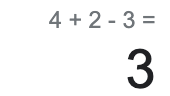 4 + 2 - 3 =
3